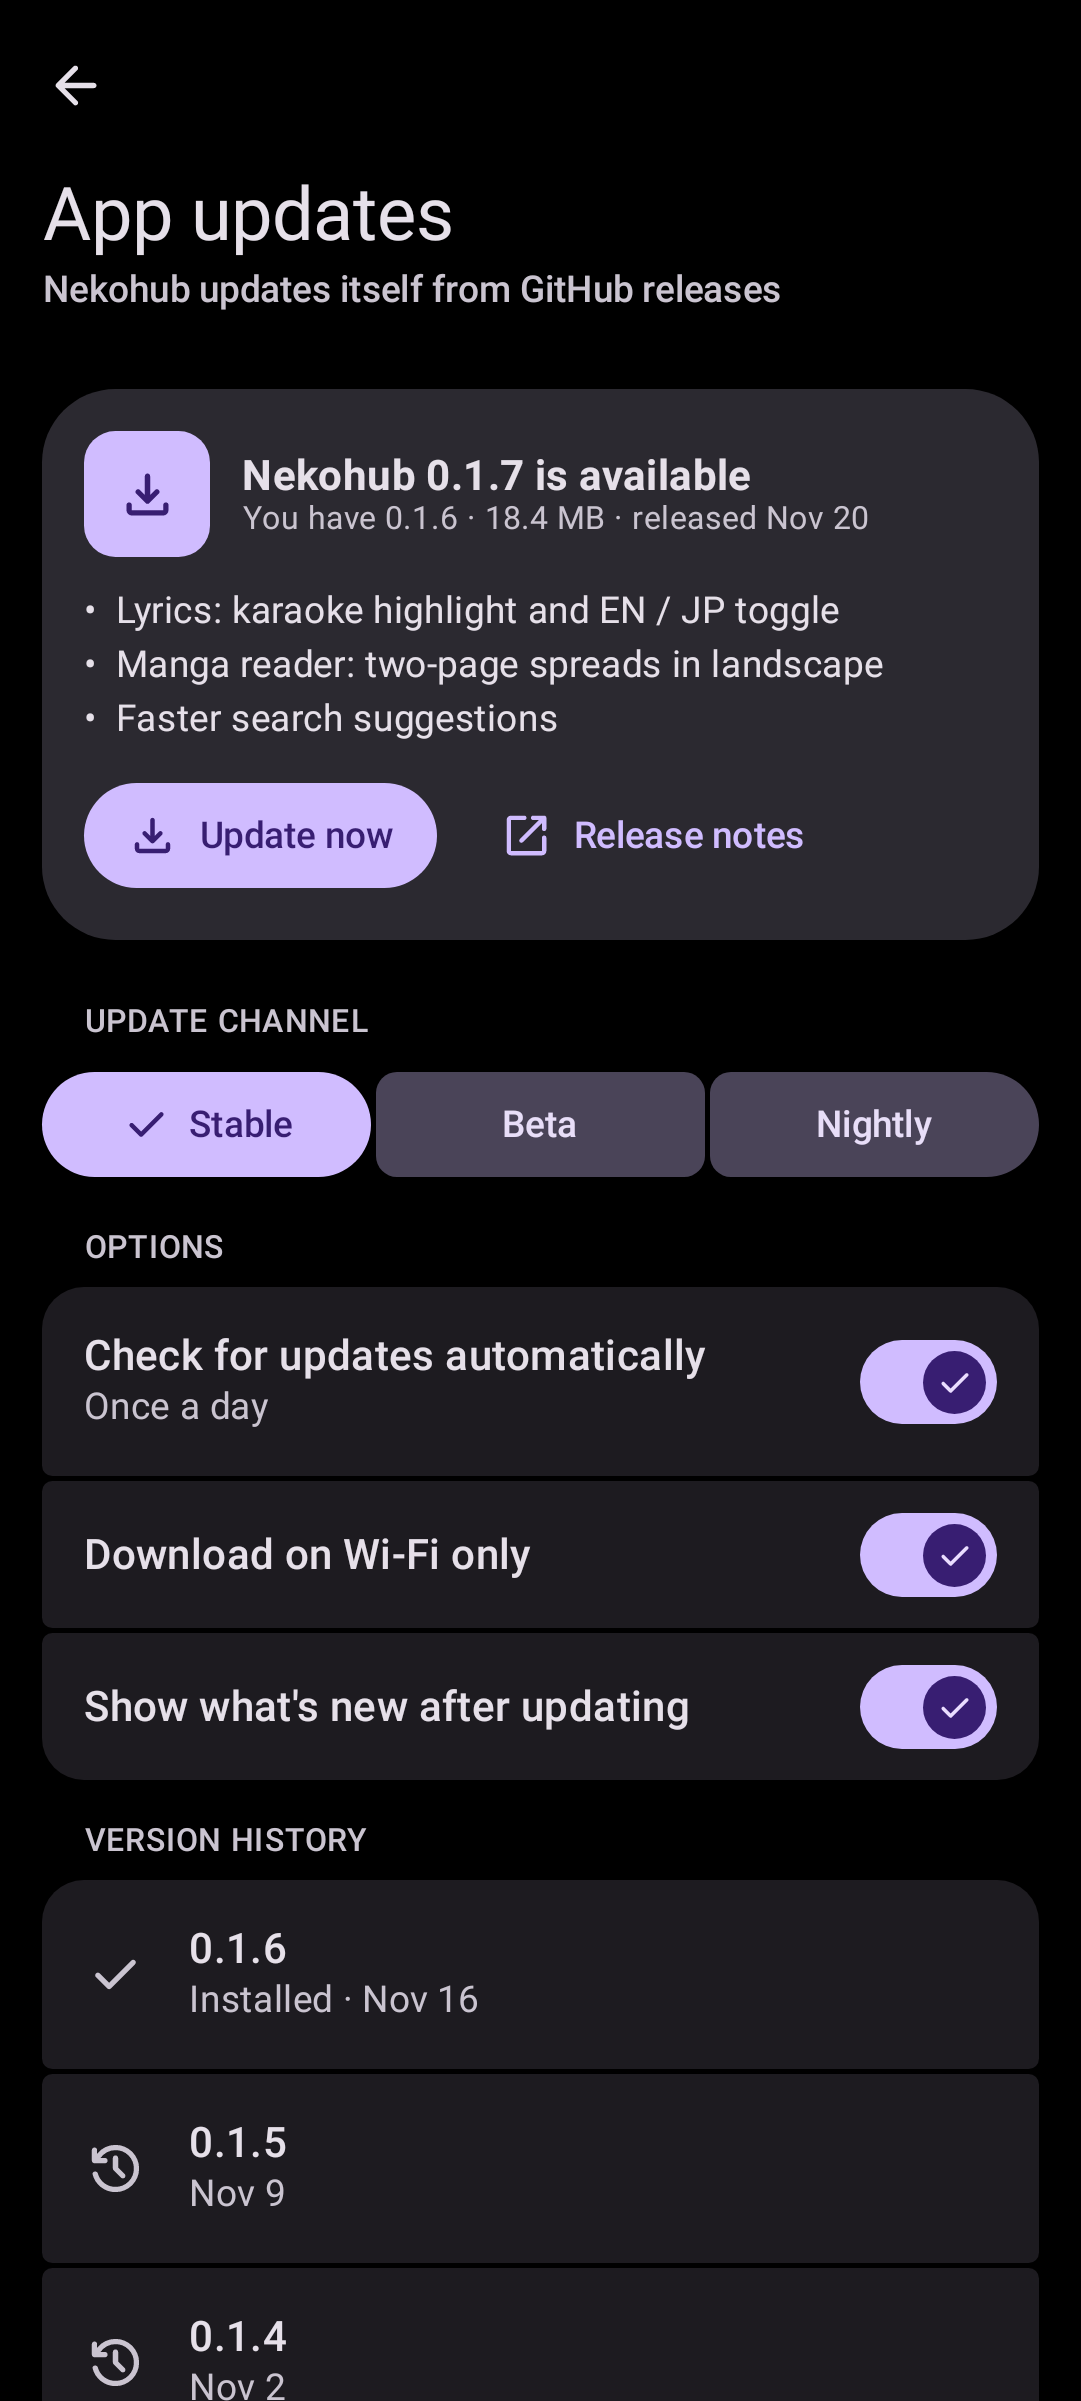 App updates
Nekohub updates itself from GitHub releases
Nekohub 0.1.7 is available
You have 0.1.6 · 18.4 MB · released Nov 20
• Lyrics: karaoke highlight and EN / JP toggle
• Manga reader: two-page spreads in landscape
• Faster search suggestions
Update now
Release notes
UPDATE CHANNEL
Stable
Beta
Nightly
OPTIONS
Check for updates automatically
Once a day
Download on Wi-Fi only
Show what's new after updating
VERSION HISTORY
0.1.6
Installed · Nov 16
0.1.5
Nov 9
0.1.4
Nov 2